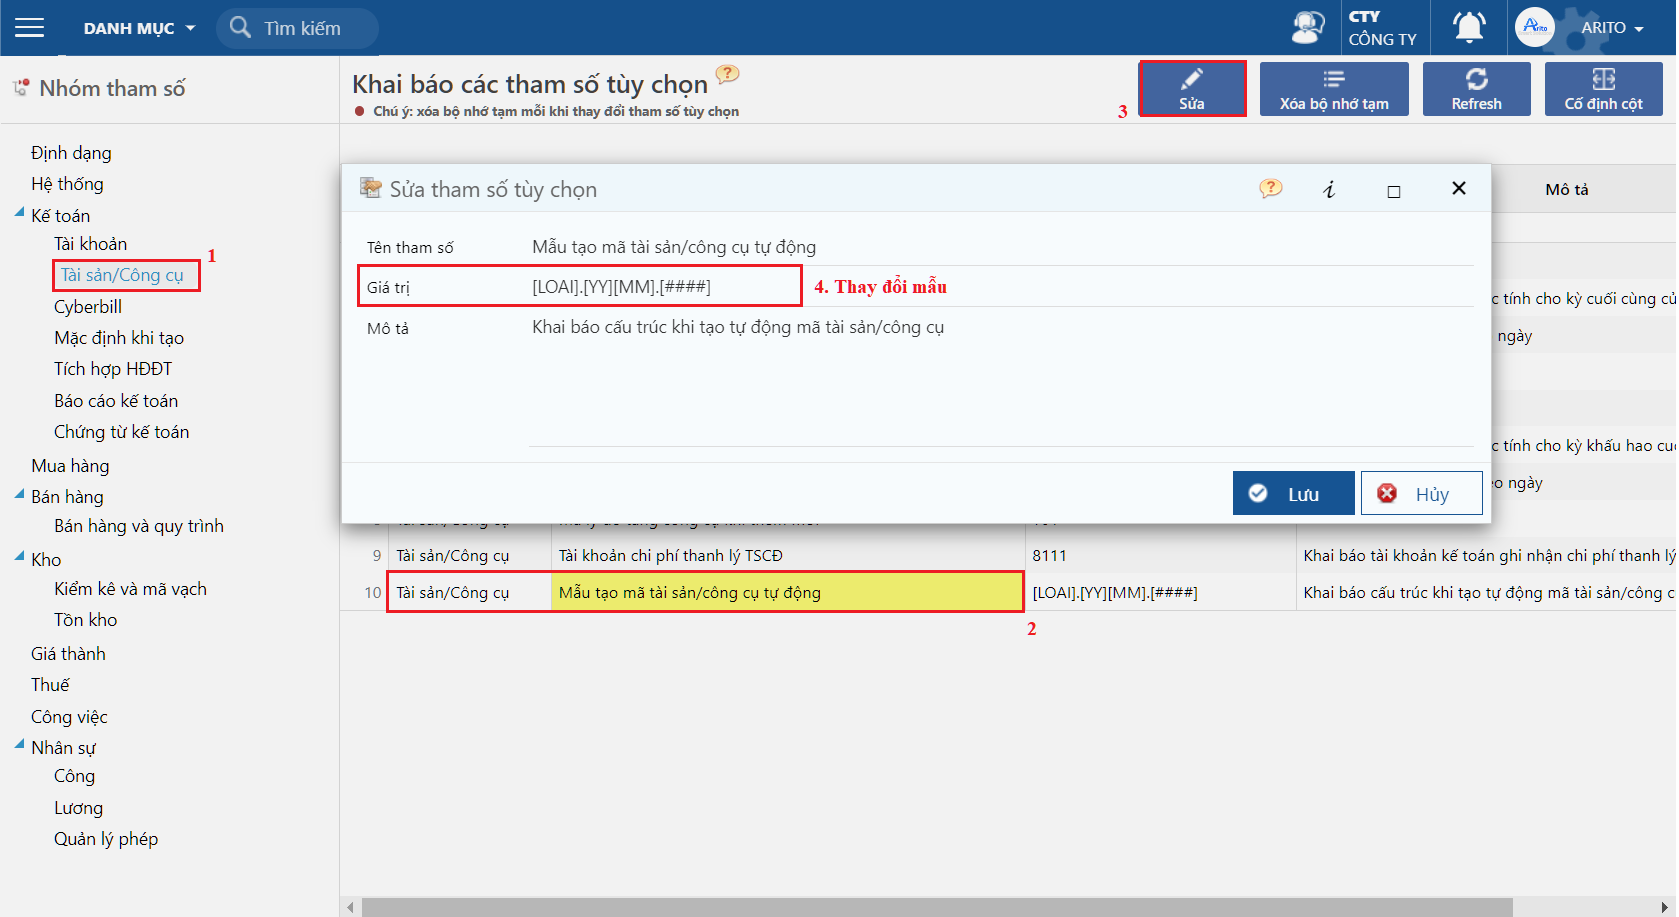 DANH MỤC
Tìm kiếm
CTY
CÔNG TY
Arito
ARITO
Nhóm tham số
Khai báo các tham số tùy chọn
Chú ý: xóa bộ nhớ tạm mỗi khi thay đổi tham số tùy chọn
3
Sửa
Xóa bộ nhớ tạm
Refresh
Cố định cột
Định dạng
Hệ thống
Kế toán
Tài khoản
Tài sản/Công cụ
1
Cyberbill
Mặc định khi tạo
Tích hợp HĐĐT
Báo cáo kế toán
Chứng từ kế toán
Mua hàng
Bán hàng
Bán hàng và quy trình
Kho
Kiểm kê và mã vạch
Tồn kho
Giá thành
Thuế
Công việc
Nhân sự
Công
Lương
Quản lý phép
Mô tả
Sửa tham số tùy chọn
Tên tham số
Mẫu tạo mã tài sản/công cụ tự động
Giá trị
[LOAI].[YY][MM].[####]
4. Thay đổi mẫu
Mô tả
Khai báo cấu trúc khi tạo tự động mã tài sản/công cụ
Lưu
Hủy
tính cho kỳ cuối cùng
ngày
tính cho kỳ khấu hao
ngày
9 Tài sản/Công cụ Tài khoản chi phí thanh lý TSCĐ 8111 Khai báo tài khoản kế toán ghi nhận chi phí thanh lý
10 Tài sản/Công cụ Mẫu tạo mã tài sản/công cụ tự động [LOAI].[YY][MM].[####] Khai báo cấu trúc khi tạo tự động mã tài sản/công
2